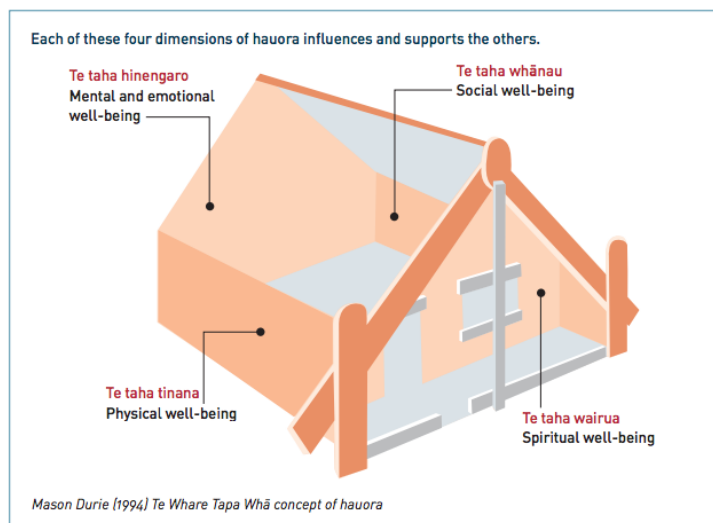 Each of these four dimensions of hauora influences and supports the others.
Te taha hinengaro
Mental and emotional
well-being
Te taha whānau
Social well-being
Te taha tinana
Physical well-being
Te taha wairua
Spiritual well-being
Mason Durie (1994) Te Whare Tapa Whā concept of hauora